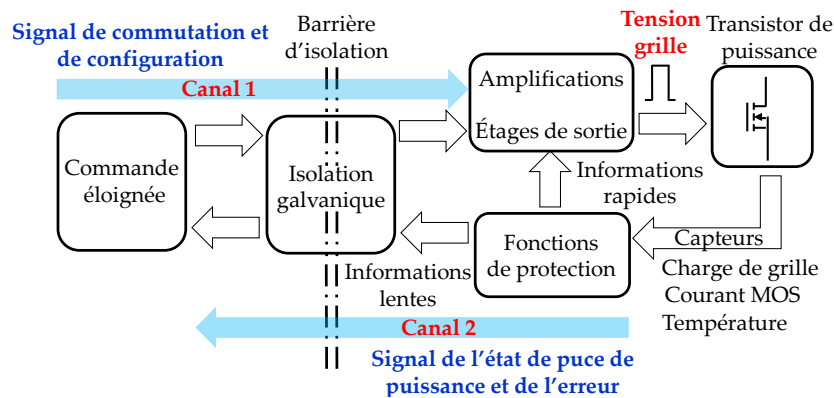 Signal de commutation et
de configuration
Barrière
d’isolation
Tension
grille
Transistor de
puissance
Canal 1
Amplifications
Étages de sortie
Commande
éloignée
Isolation
galvanique
Informations
rapides
Fonctions
de protection
Capteurs
Charge de grille
Courant MOS
Température
Informations
lentes
Canal 2
Signal de l’état de puce de
puissance et de l’erreur